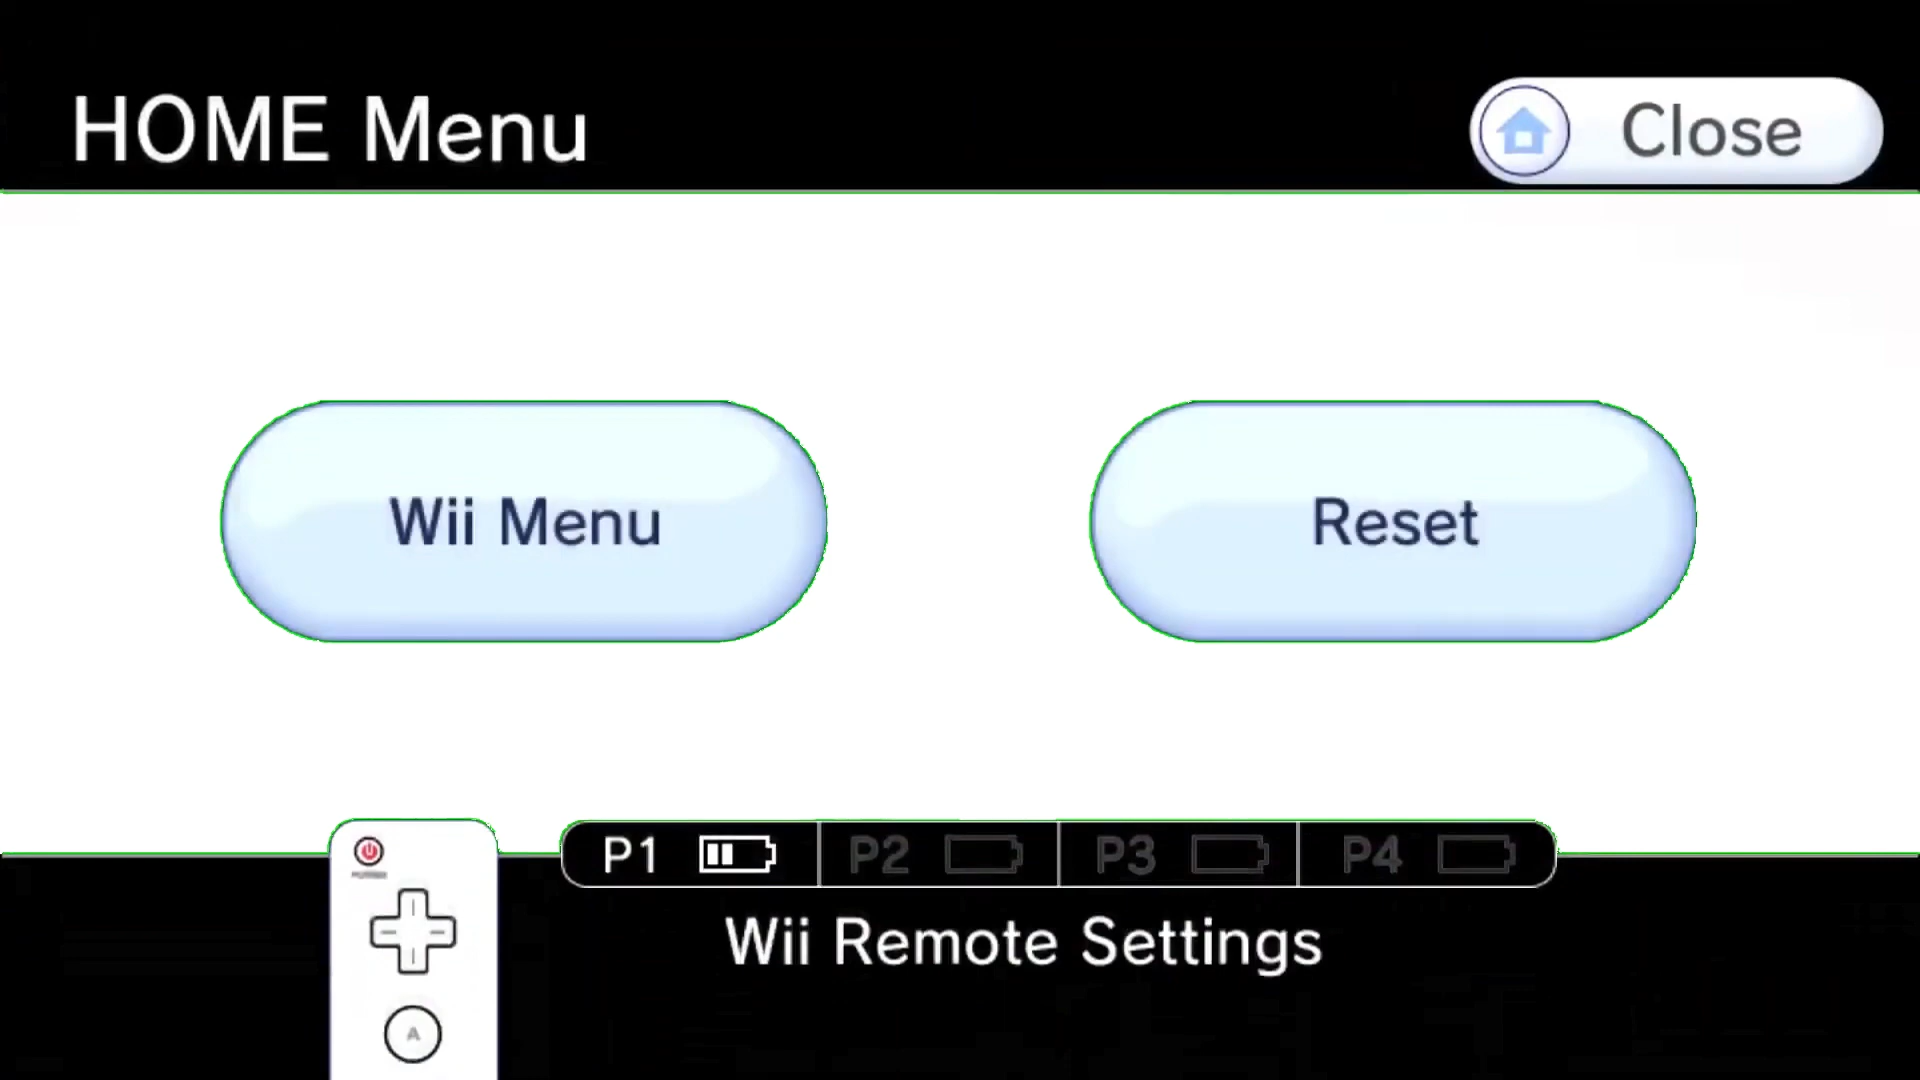 HOME Menu
Close
Wii Menu
Reset
P1
P2
P3
P4
Wii Remote Settings
A